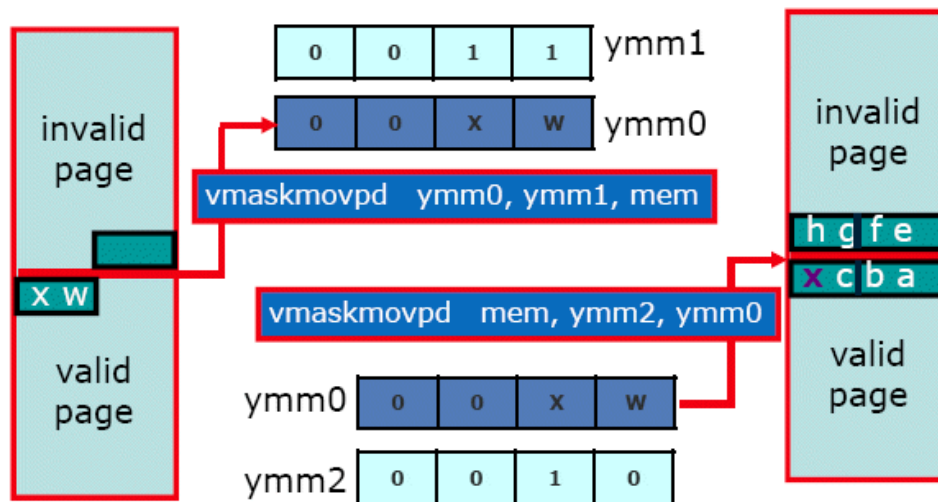 invalid
page
x w
valid
page
0 0 1 1 ymm1
0 0 X W ymm0
vmaskmovpd ymm0, ymm1, mem
vmaskmovpd mem, ymm2, ymm0
ymm0 0 0 X W
ymm2 0 0 1 0
invalid
page
h g f e
x c b a
valid
page